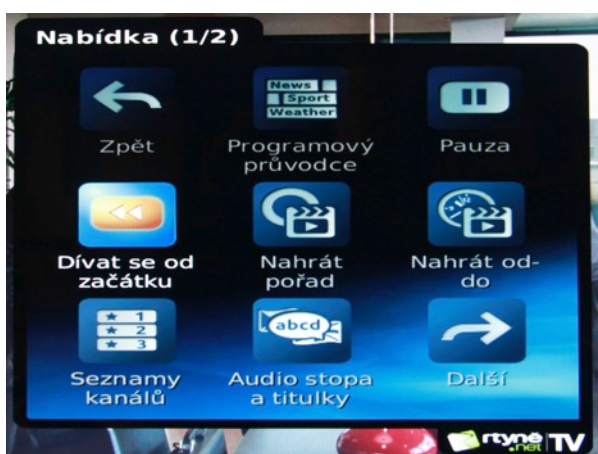 Nabídka (1/2)
News
Sport
Weather
Zpět
Programový
průvodce
Pauza
Dívat se od
začátku
Nahrát
pořad
Nahrát od-
do
1
2
3
abcd
Seznamy
kanálů
Audio stopa
a titulky
Další
rtyně
.net TV